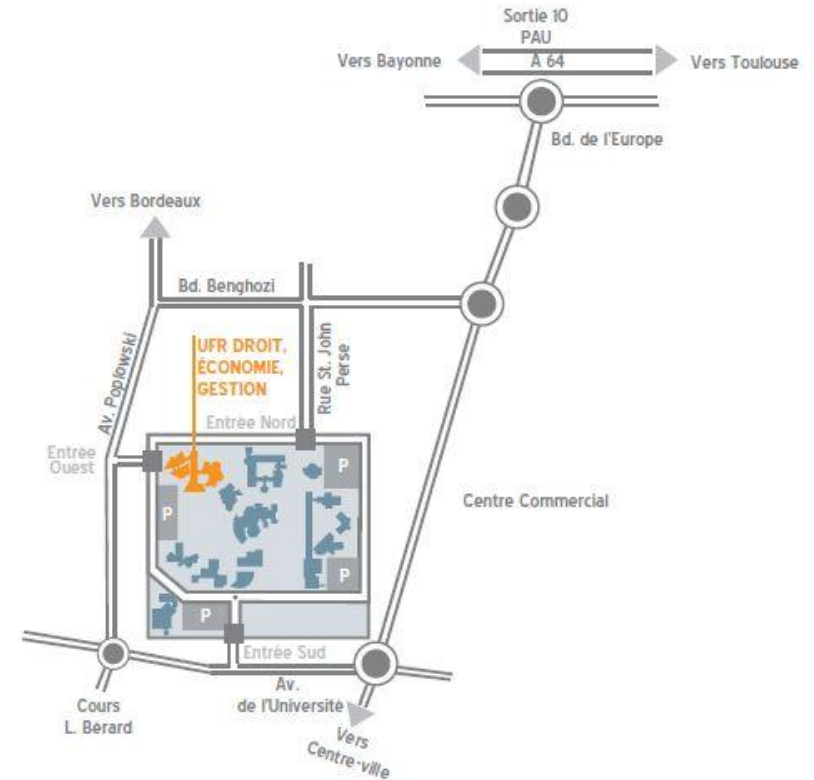 Sortie 10
PAU
A 64
Vers Bayonne
Vers Toulouse
Bd. de l'Europe
Vers Bordeaux
Bd. Benghozi
Av. Poplowski
UFR DROIT,
ÉCONOMIE,
GESTION
Rue St. John
Perse
Entrée Nord
Entrée
Ouest
P
P
Centre Commercial
P
P
Entrée Sud
Av.
de l'Université
Cours
L. Bérard
Vers
Centre-ville